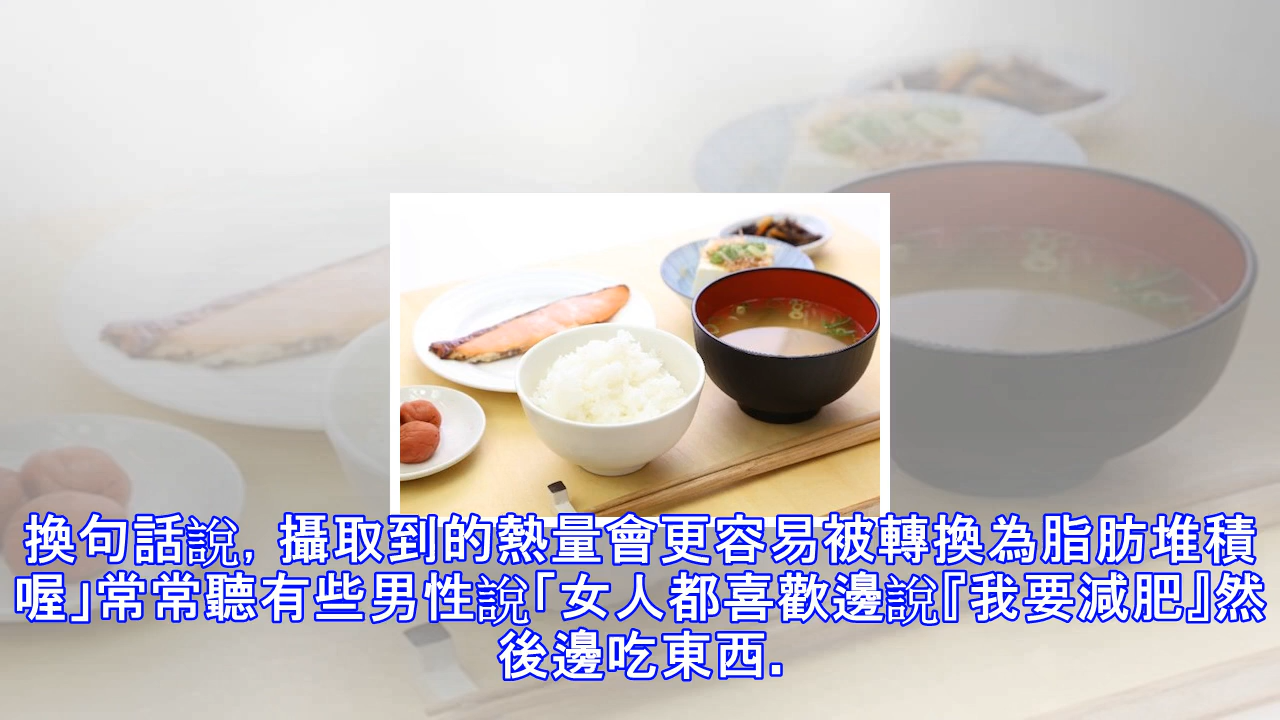 換句話說, 攝取到的熱量會更容易被轉換為脂肪堆積
喔」常常聽有些男性說「女人都喜歡邊說『我要減肥』然
後邊吃東西.